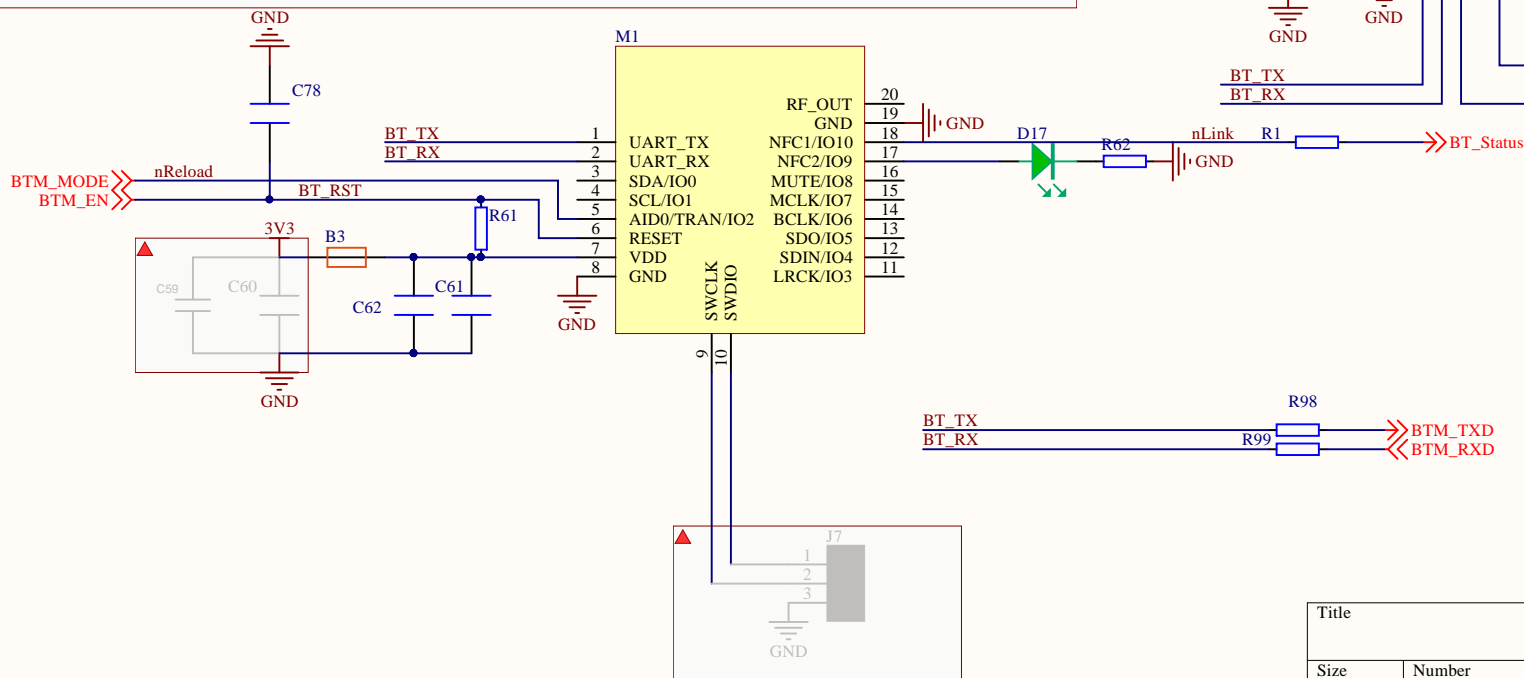 GND
GND
GND
M1
C78
BT_TX
BT_RX
RF_OUT 20
GND 19
GND
BT_TX
BT_RX
1 UART_TX
2 UART_RX
3 SDA/IO0
4 SCL/IO1
5 AID0/TRAN/IO2
6 RESET
7 VDD
8 GND
NFC1/IO10 18
NFC2/IO9 17
MUTE/IO8 16
MCLK/IO7 15
BCLK/IO6 14
SDO/IO5 13
SDIN/IO4 12
LRCK/IO3 11
SWCLK
SWDIO
9
10
D17
R62
GND
nLink
R1
BT_Status
BTM_MODE
nReload
BTM_EN
BT_RST
R61
3V3
B3
C59
C60
C62
C61
GND
GND
R98
BT_TX
BTM_TXD
BT_RX
R99
BTM_RXD
J7
1
2
3
GND
Title
Size Number